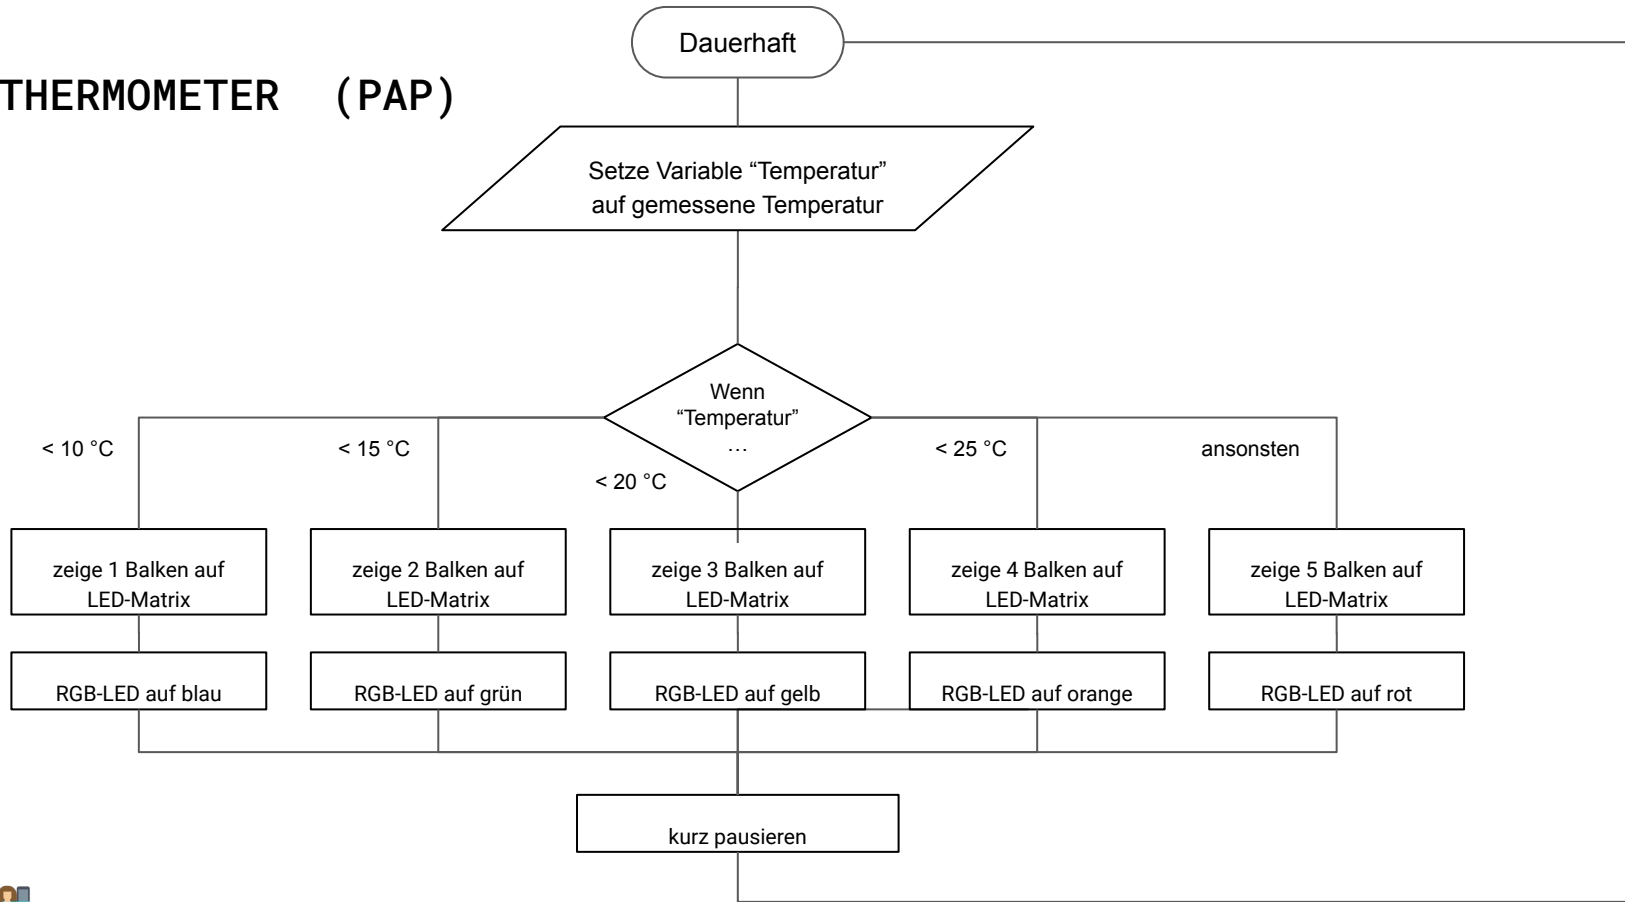 Dauerhaft
THERMOMETER (PAP)
Setze Variable “Temperatur”
auf gemessene Temperatur
Wenn
“Temperatur”
…
< 10 °C
< 15 °C
< 20 °C
< 25 °C
ansonsten
zeige 1 Balken auf
LED-Matrix
zeige 2 Balken auf
LED-Matrix
zeige 3 Balken auf
LED-Matrix
zeige 4 Balken auf
LED-Matrix
zeige 5 Balken auf
LED-Matrix
RGB-LED auf blau
RGB-LED auf grün
RGB-LED auf gelb
RGB-LED auf orange
RGB-LED auf rot
kurz pausieren